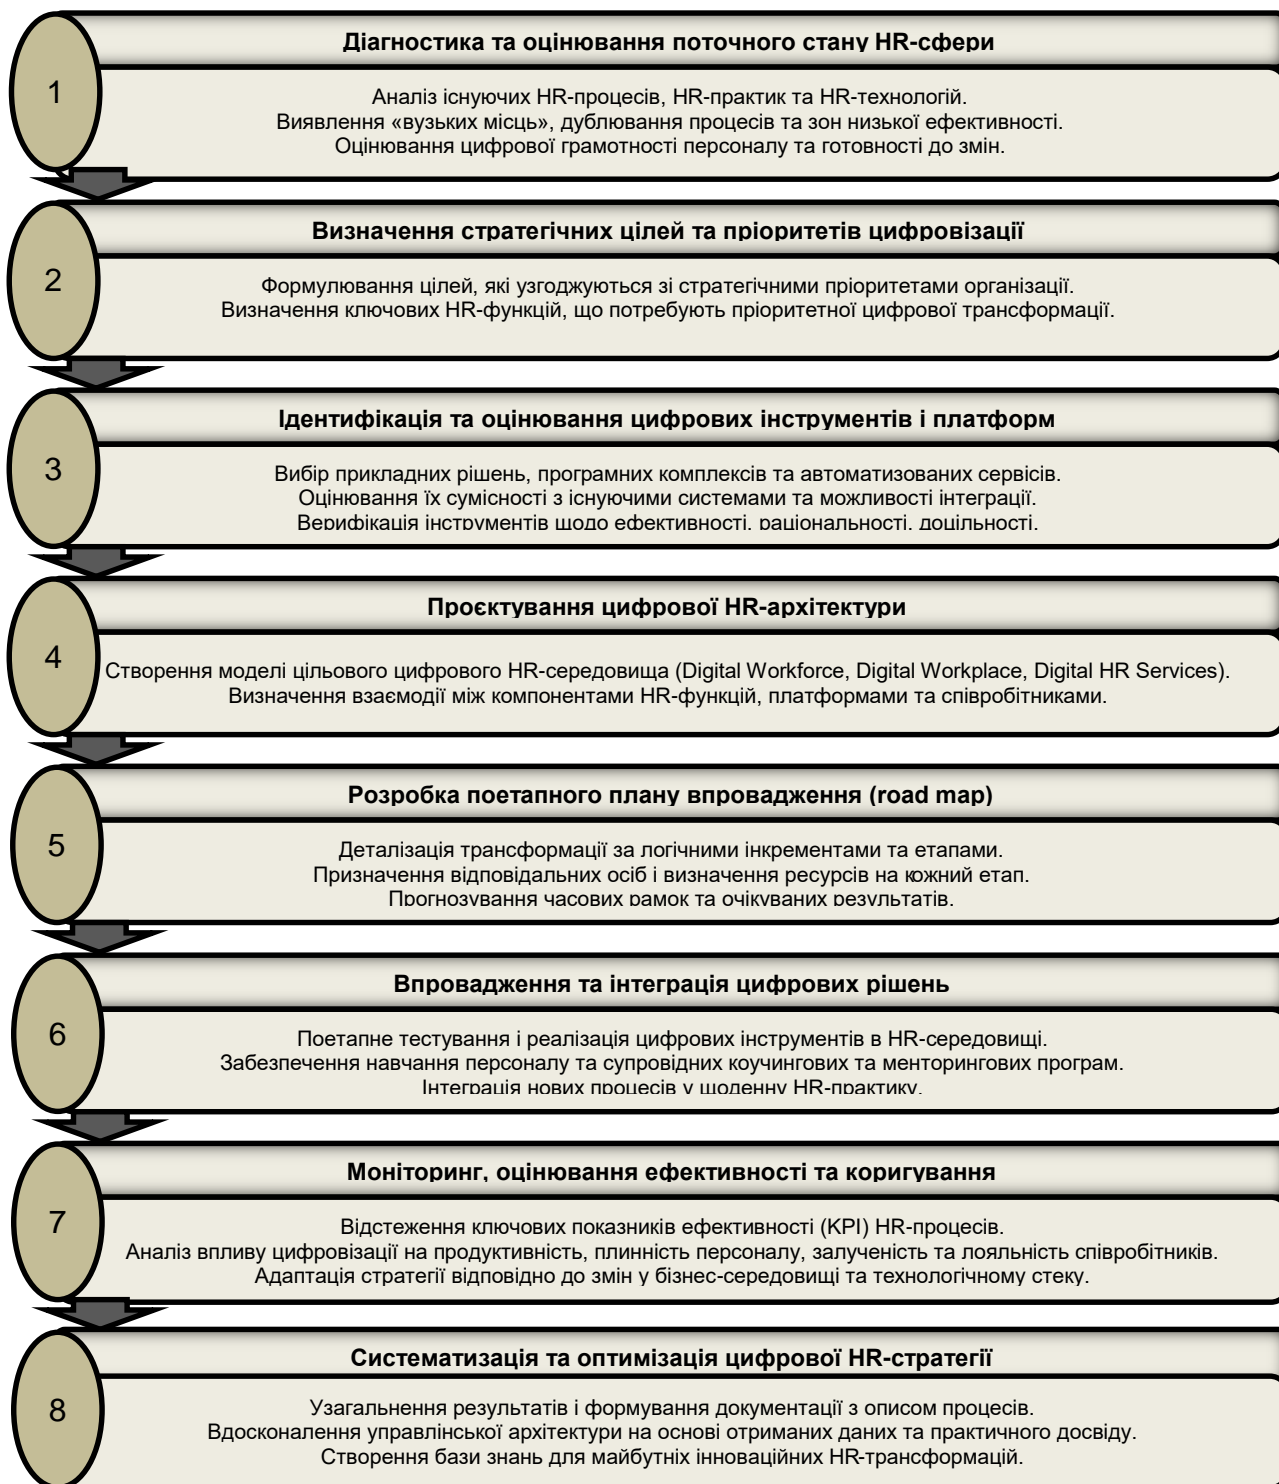 Діагностика та оцінювання поточного стану HR-сфери
1
Аналіз існуючих HR-процесів, HR-практик та HR-технологій.
Виявлення «вузьких місць», дублювання процесів та зон низької ефективності.
Оцінювання цифрової грамотності персоналу та готовності до змін.
Визначення стратегічних цілей та пріоритетів цифровізації
2
Формулювання цілей, які узгоджуються зі стратегічними пріоритетами організації.
Визначення ключових HR-функцій, що потребують пріоритетної цифрової трансформації.
Ідентифікація та оцінювання цифрових інструментів і платформ
3
Вибір прикладних рішень, програмних комплексів та автоматизованих сервісів.
Оцінювання їх сумісності з існуючими системами та можливості інтеграції.
Верифікація інструментів щодо ефективності, раціональності, доцільності.
Проєктування цифрової HR-архітектури
4
Створення моделі цільового цифрового HR-середовища (Digital Workforce, Digital Workplace, Digital HR Services).
Визначення взаємодії між компонентами HR-функцій, платформами та співробітниками.
Розробка поетапного плану впровадження (road map)
5
Деталізація трансформації за логічними інкрементами та етапами.
Призначення відповідальних осіб і визначення ресурсів на кожний етап.
Прогнозування часових рамок та очікуваних результатів.
Впровадження та інтеграція цифрових рішень
6
Поетапне тестування і реалізація цифрових інструментів в HR-середовищі.
Забезпечення навчання персоналу та супровідних коучингових та менторингових програм.
Інтеграція нових процесів у щоденну HR-практику.
Моніторинг, оцінювання ефективності та коригування
7
Відстеження ключових показників ефективності (KPI) HR-процесів.
Аналіз впливу цифровізації на продуктивність, плинність персоналу, залученість та лояльність співробітників.
Адаптація стратегії відповідно до змін у бізнес-середовищі та технологічному стеку.
Систематизація та оптимізація цифрової HR-стратегії
8
Узагальнення результатів і формування документації з описом процесів.
Вдосконалення управлінської архітектури на основі отриманих даних та практичного досвіду.
Створення бази знань для майбутніх інноваційних HR-трансформацій.